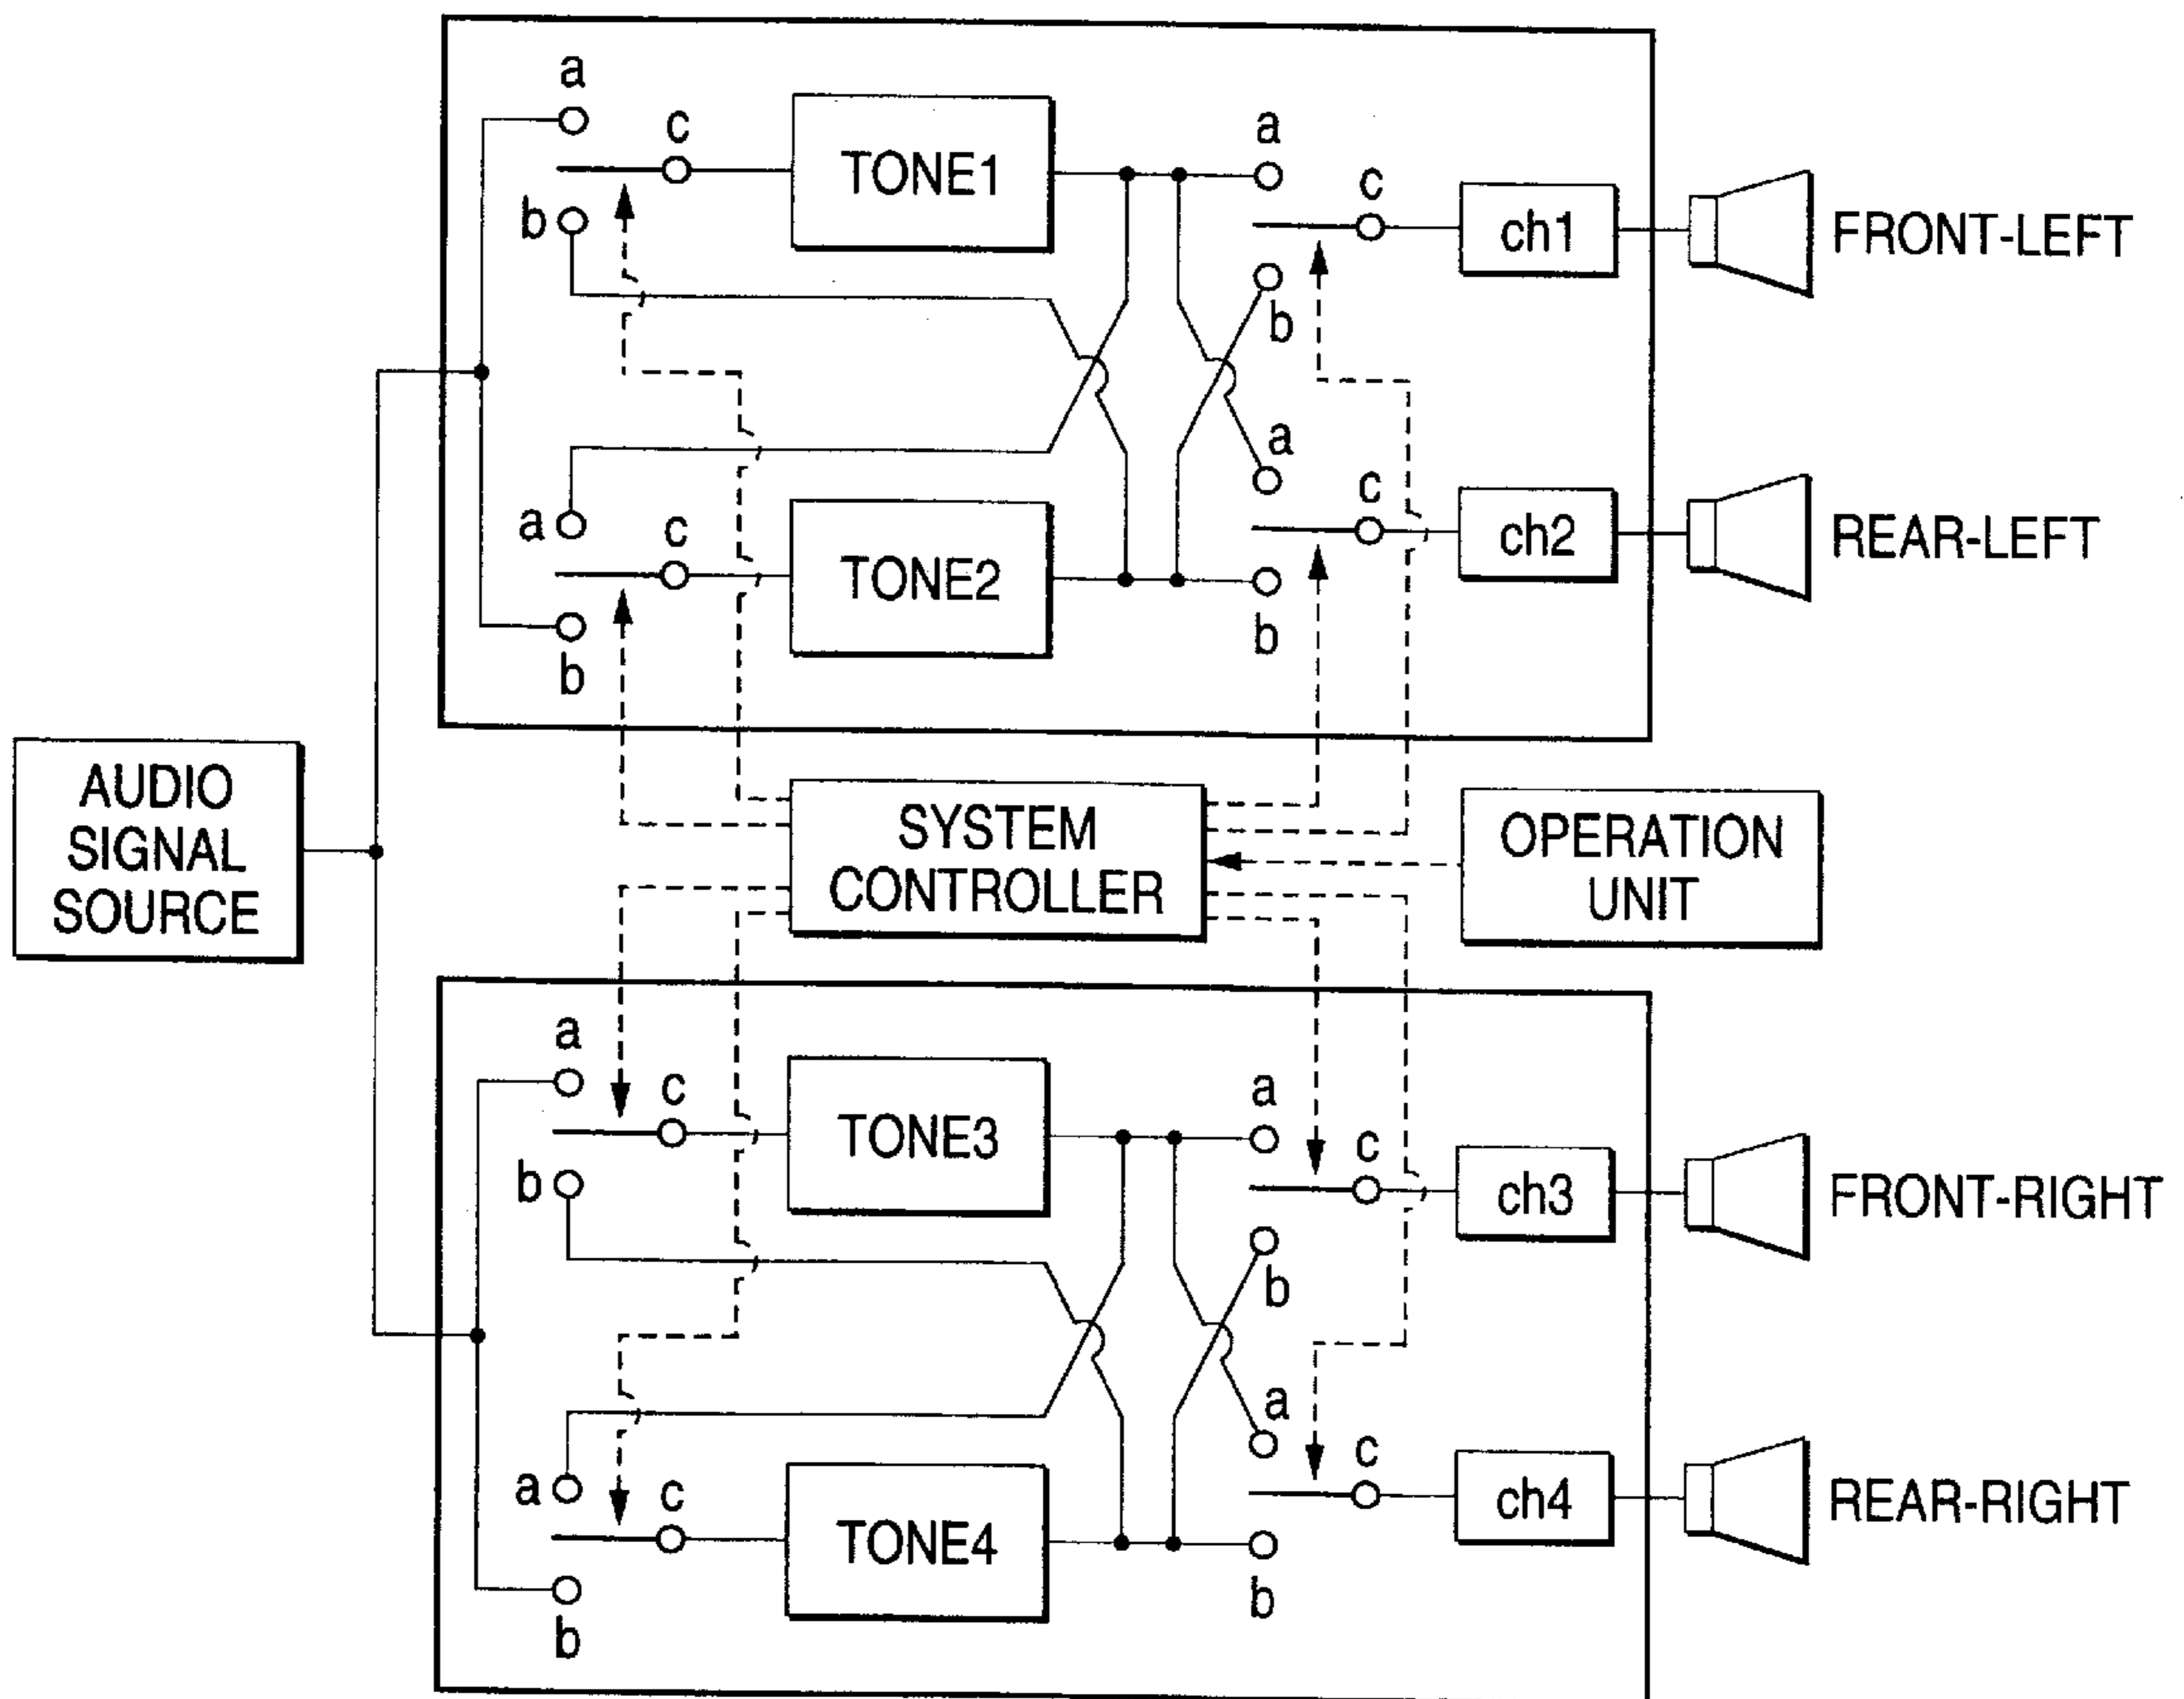 a
c
TONE1
a
c
ch1
FRONT-LEFT
b
b
a
a
c
TONE2
c
ch2
REAR-LEFT
b
b
AUDIO
SIGNAL
SOURCE
SYSTEM
CONTROLLER
OPERATION
UNIT
a
c
TONE3
a
c
ch3
FRONT-RIGHT
b
b
a
a
c
TONE4
c
ch4
REAR-RIGHT
b
b